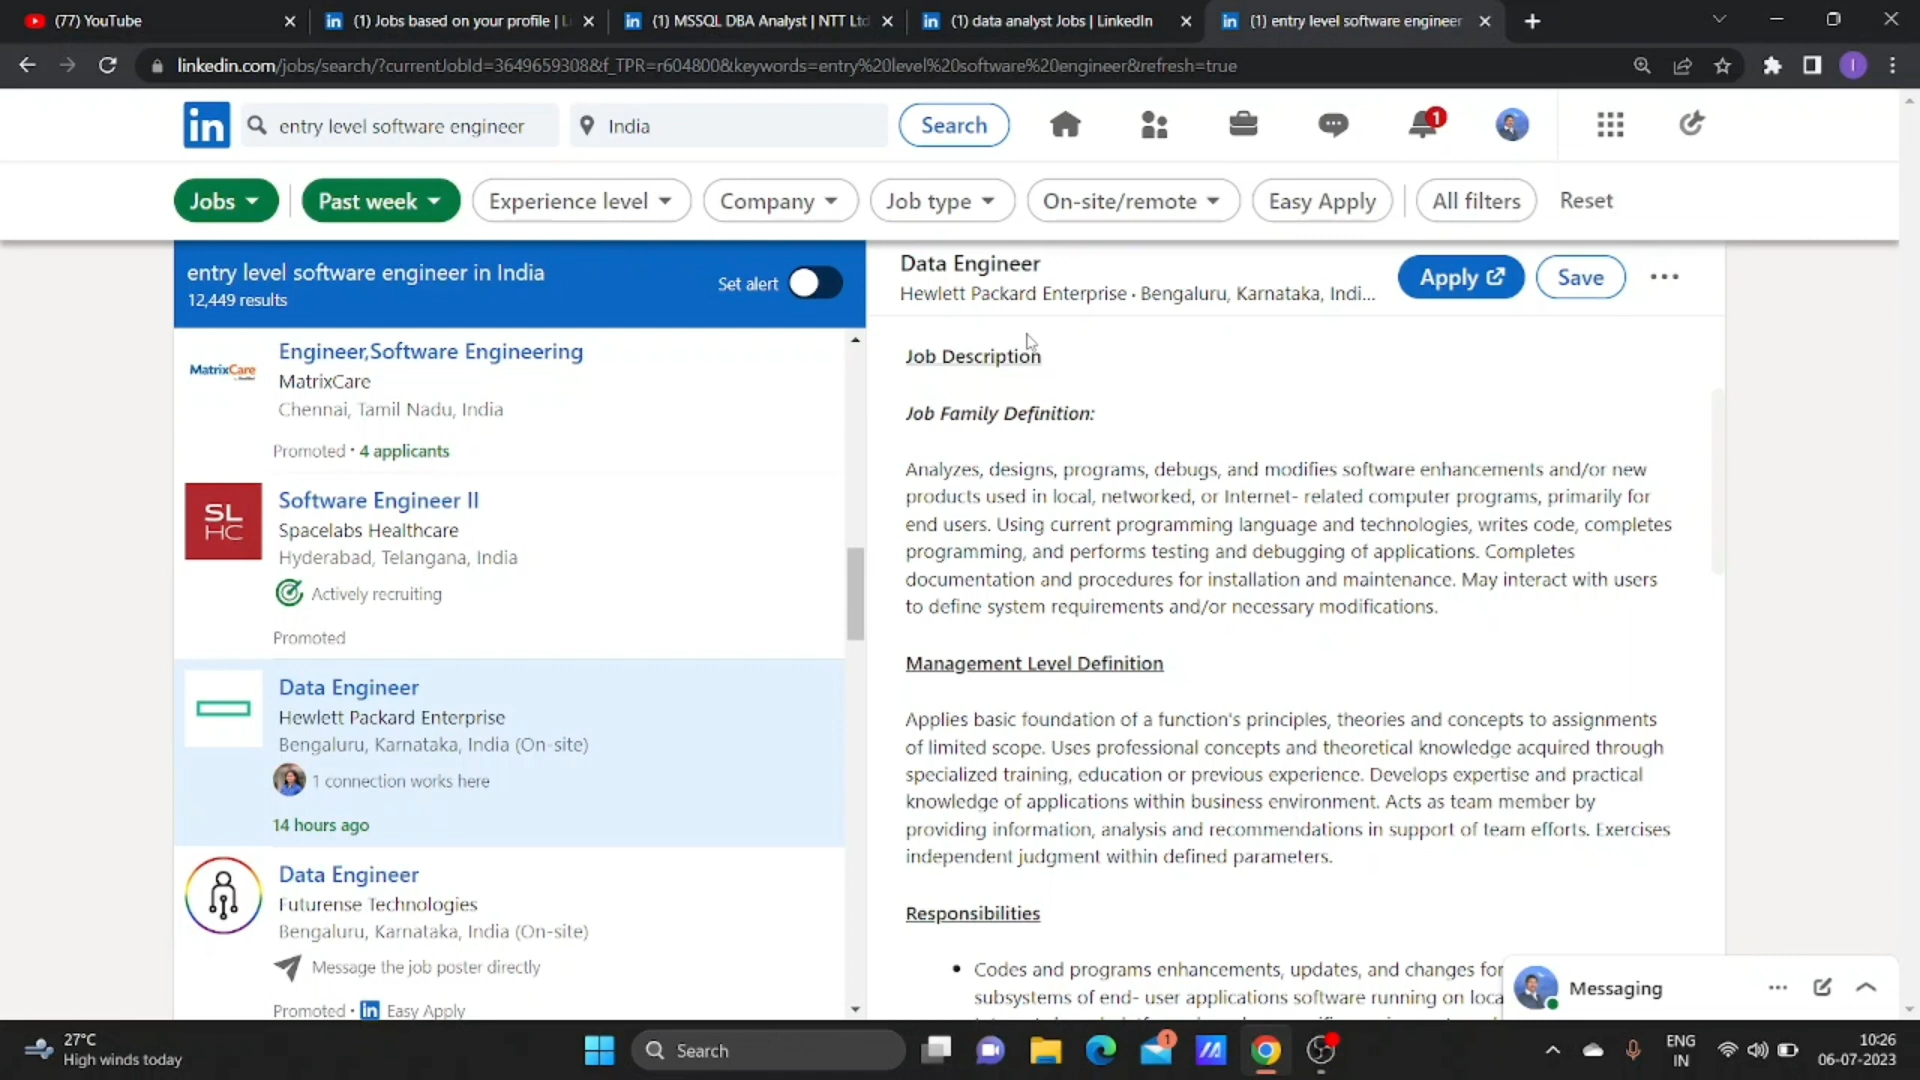 (77) YouTube
(1) Jobs based on your profile | Li
(1) MSSQL DBA Analyst | NTT Ltd
(1) data analyst Jobs | LinkedIn
(1) entry level software engineer
linkedin.com/jobs/search/?currentJobId=3649659308&f_TPR=r604800&keywords=entry%20level%20software%20engineer&refresh=true
I
in
entry level software engineer
India
Search
1
Jobs
Past week
Experience level
Company
Job type
On-site/remote
Easy Apply
All filters
Reset
entry level software engineer in India
12,449 results
Set alert
MatrixCare
Engineer,Software Engineering
MatrixCare
Chennai, Tamil Nadu, India
Promoted · 4 applicants
SL
HC
Software Engineer II
Spacelabs Healthcare
Hyderabad, Telangana, India
Actively recruiting
Promoted
Data Engineer
Hewlett Packard Enterprise
Bengaluru, Karnataka, India (On-site)
1 connection works here
14 hours ago
Data Engineer
Futurense Technologies
Bengaluru, Karnataka, India (On-site)
Message the job poster directly
Promoted · in Easy Apply
Data Engineer
Hewlett Packard Enterprise · Bengaluru, Karnataka, Indi...
Apply
Save
Job Description
Job Family Definition:
Analyzes, designs, programs, debugs, and modifies software enhancements and/or new
products used in local, networked, or Internet- related computer programs, primarily for
end users. Using current programming language and technologies, writes code, completes
programming, and performs testing and debugging of applications. Completes
documentation and procedures for installation and maintenance. May interact with users
to define system requirements and/or necessary modifications.
Management Level Definition
Applies basic foundation of a function's principles, theories and concepts to assignments
of limited scope. Uses professional concepts and theoretical knowledge acquired through
specialized training, education or previous experience. Develops expertise and practical
knowledge of applications within business environment. Acts as team member by
providing information, analysis and recommendations in support of team efforts. Exercises
independent judgment within defined parameters.
Responsibilities
• Codes and programs enhancements, updates, and changes for
subsystems of end- user applications software running on loca
Messaging
27°C
High winds today
Search
1
ENG
IN
10:26
06-07-2023